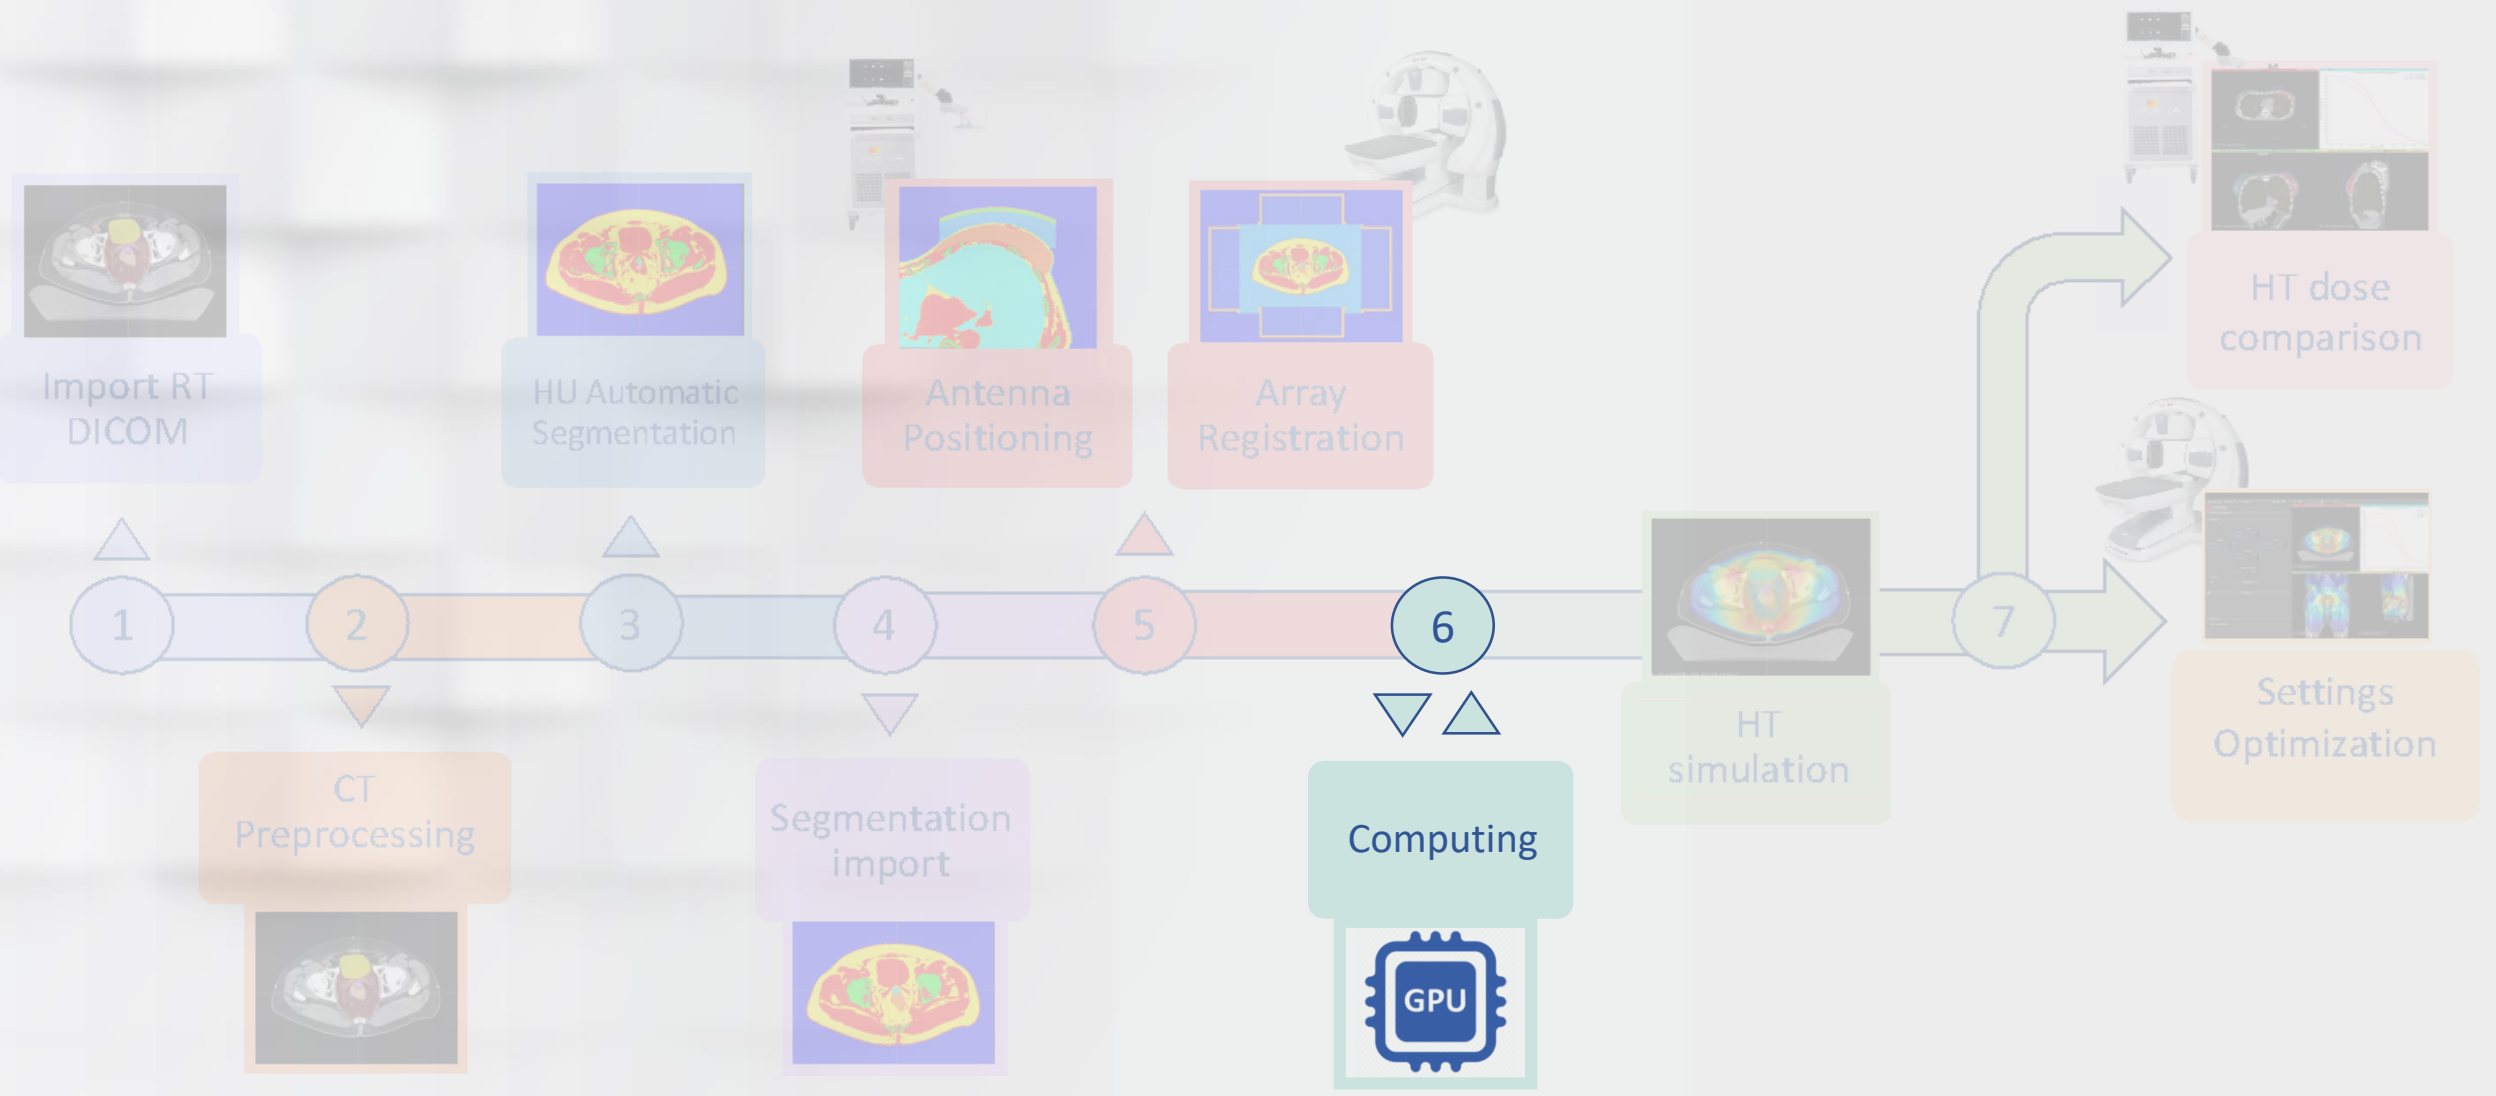 Import RT
DICOM
HU Automatic
Segmentation
Antenna
Positioning
Array
Registration
HT dose
comparison
1
2
3
4
5
6
7
CT
Preprocessing
Segmentation
import
Computing
GPU
HT
simulation
Settings
Optimization